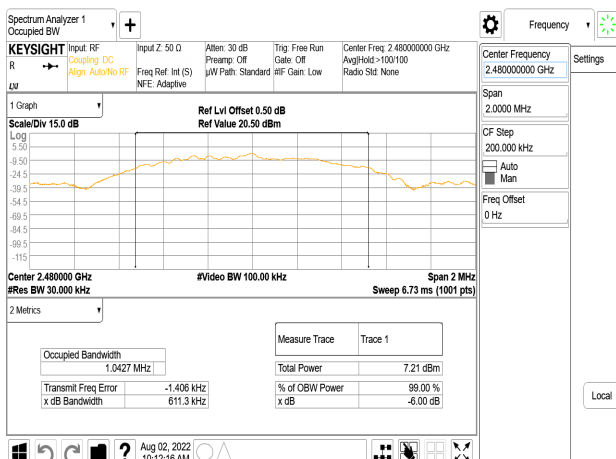 Spectrum Analyzer 1
Occupied BW
Frequency
KEYSIGHT
R
Input: RF
Coupling: DC
Align: Auto/No RF
Input Z: 50 Ω
Freq Ref: Int (S)
NFE: Adaptive
Atten: 30 dB
Preamp: Off
µW Path: Standard
Trig: Free Run
Gate: Off
#IF Gain: Low
Center Freq: 2.480000000 GHz
Avg|Hold:>100/100
Radio Std: None
Center Frequency
2.480000000 GHz
Settings
Span
2.0000 MHz
CF Step
200.000 kHz
Auto
Man
Freq Offset
0 Hz
1 Graph
Scale/Div 15.0 dB
Ref Lvl Offset 0.50 dB
Ref Value 20.50 dBm
Log
5.50
-9.50
-24.5
-39.5
-54.5
-69.5
-84.5
-99.5
-115
Center 2.480000 GHz
#Res BW 30.000 kHz
#Video BW 100.00 kHz
Span 2 MHz
Sweep 6.73 ms (1001 pts)
2 Metrics
Measure Trace Trace 1
Occupied Bandwidth
1.0427 MHz
Total Power 7.21 dBm
Transmit Freq Error -1.406 kHz
% of OBW Power 99.00 %
x dB Bandwidth 611.3 kHz
x dB -6.00 dB
Local
?
Aug 02, 2022
10:12:16 AM